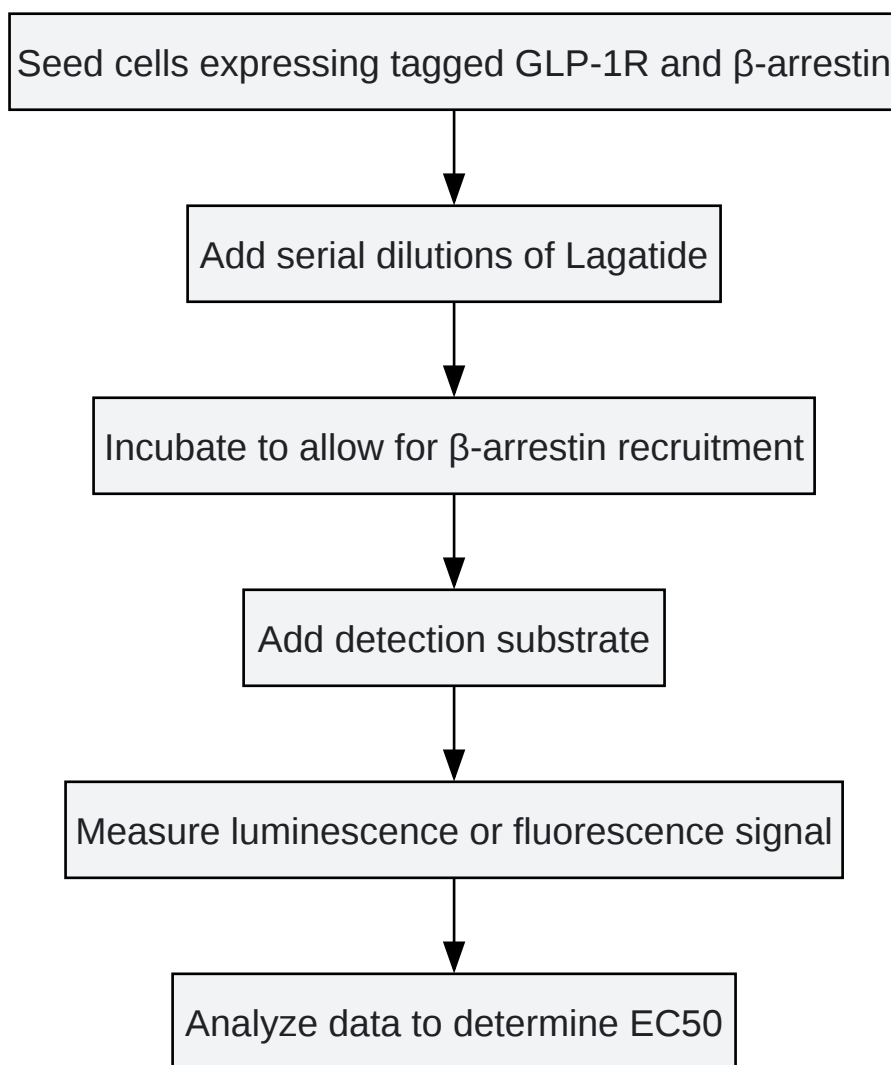 Seed cells expressing tagged GLP-1R and β-arrestin
Add serial dilutions of Lagatide
Incubate to allow for β-arrestin recruitment
Add detection substrate
Measure luminescence or fluorescence signal
Analyze data to determine EC50